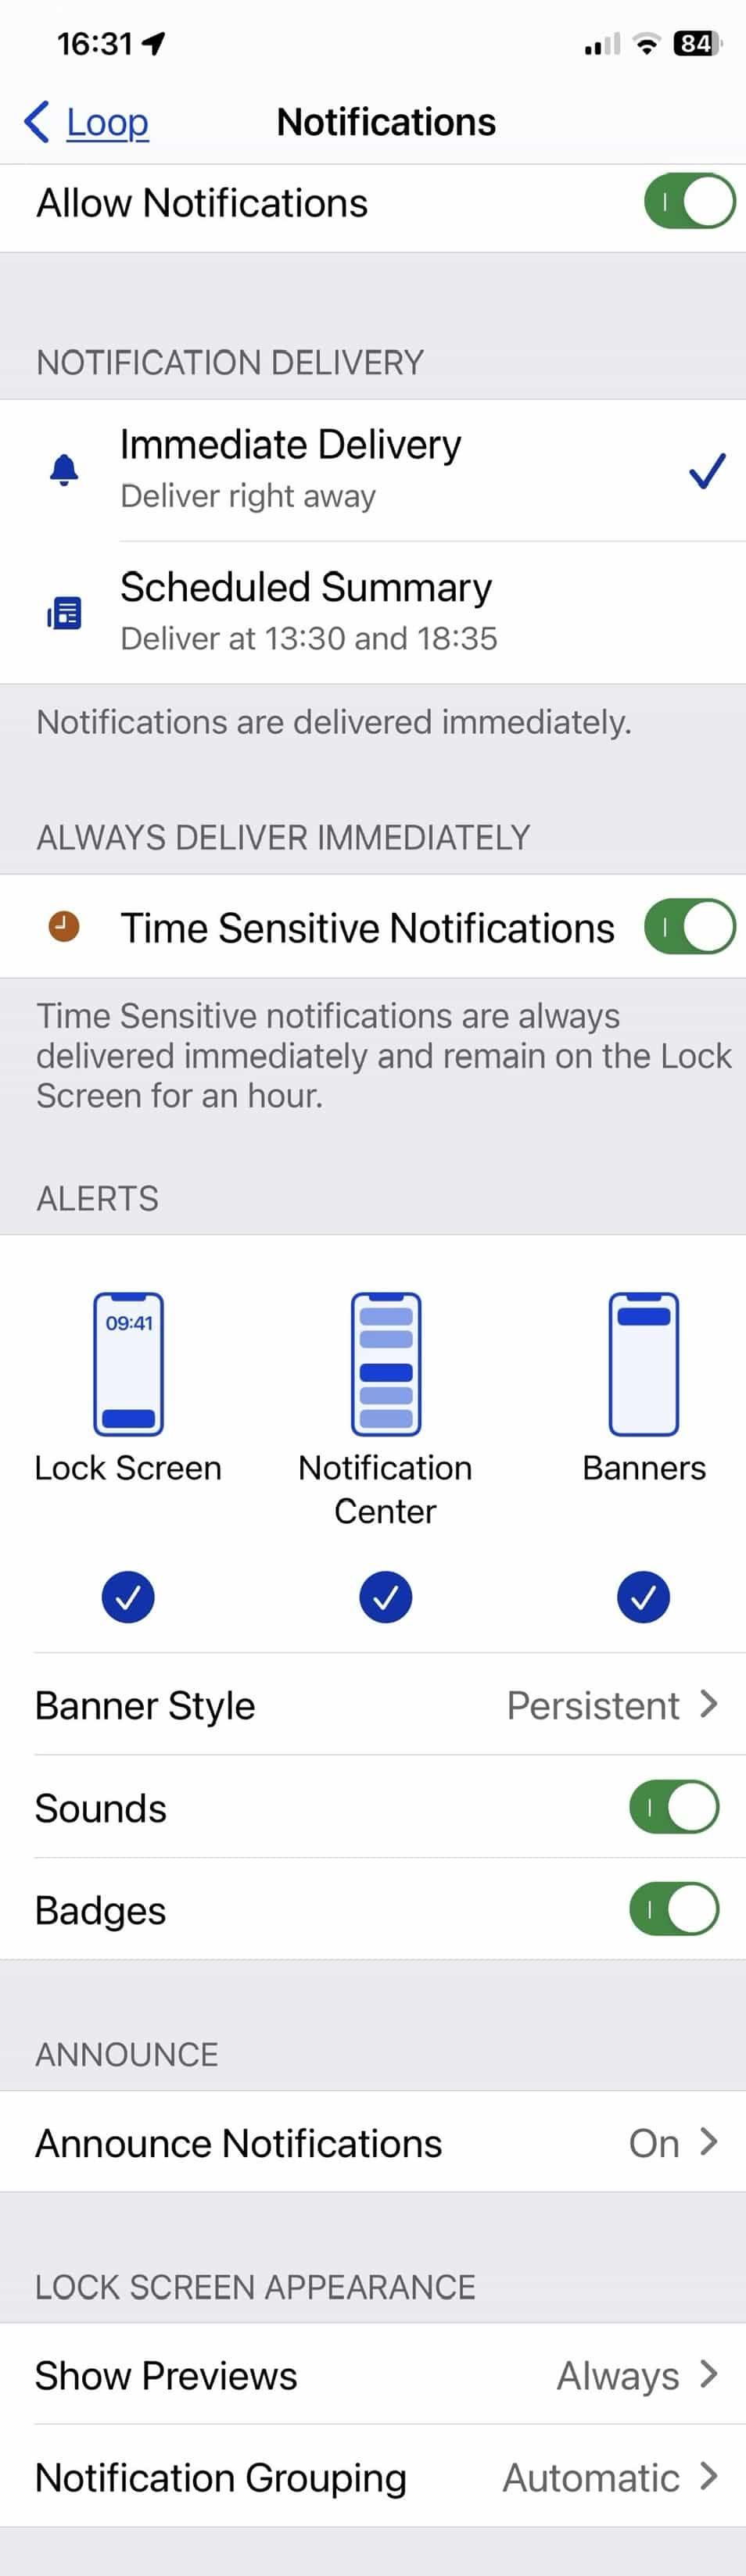 16:31
84
Loop
Notifications
Allow Notifications
NOTIFICATION DELIVERY
Immediate Delivery
Deliver right away
Scheduled Summary
Deliver at 13:30 and 18:35
Notifications are delivered immediately.
ALWAYS DELIVER IMMEDIATELY
Time Sensitive Notifications
Time Sensitive notifications are always
delivered immediately and remain on the Lock
Screen for an hour.
ALERTS
09:41
Lock Screen
Notification
Center
Banners
Banner Style
Persistent
Sounds
Badges
ANNOUNCE
Announce Notifications
On
LOCK SCREEN APPEARANCE
Show Previews
Always
Notification Grouping
Automatic